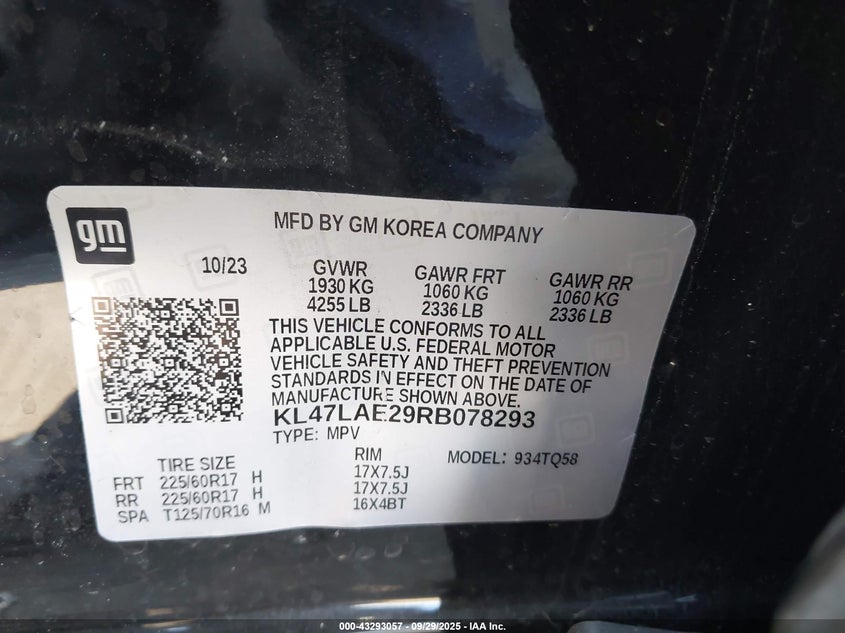 gm
MFD BY GM KOREA COMPANY
10/23
GVWR GAWR FRT GAWR RR
1930 KG 1060 KG 1060 KG
4255 LB 2336 LB 2336 LB
THIS VEHICLE CONFORMS TO ALL
APPLICABLE U.S. FEDERAL MOTOR
VEHICLE SAFETY AND THEFT PREVENTION
STANDARDS IN EFFECT ON THE DATE OF
MANUFACTURE SHOWN ABOVE.
KL47LAE29RB078293
TYPE: MPV
TIRE SIZE RIM MODEL: 934TQ58
FRT 225/60R17 H 17X7.5J
RR 225/60R17 H 17X7.5J
SPA T125/70R16 M 16X4BT
000-43293057 - 09/29/2025 - IAA Inc.